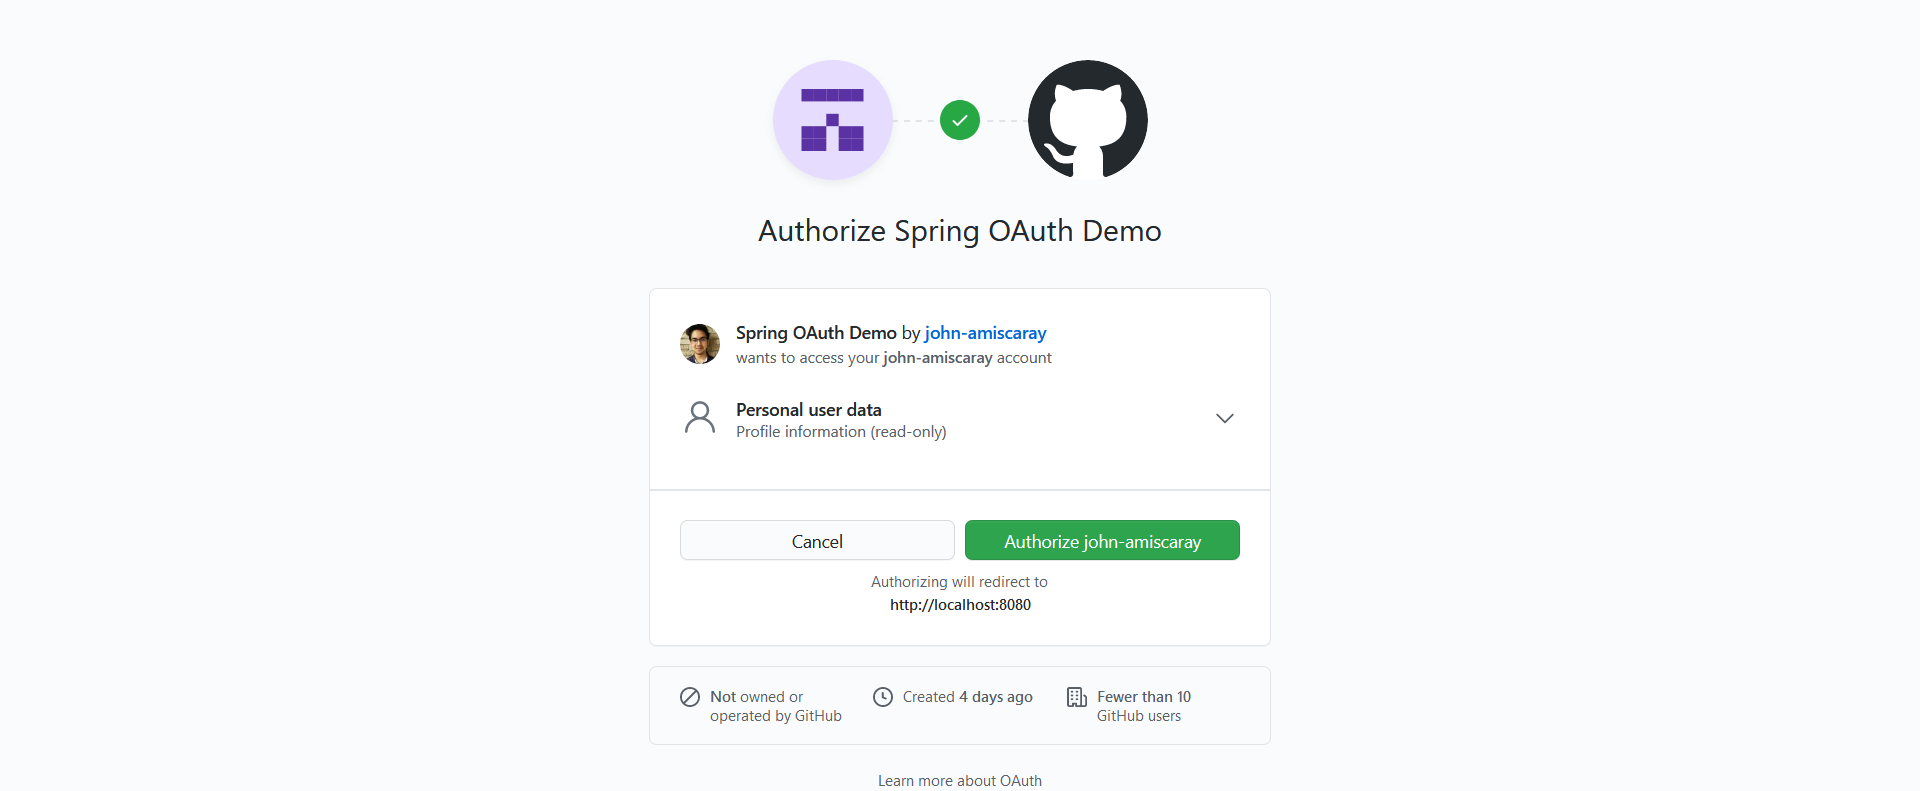 Authorize Spring OAuth Demo
Spring OAuth Demo by john-amiscaray
wants to access your john-amiscaray account
Personal user data
Profile information (read-only)
Cancel
Authorize john-amiscaray
Authorizing will redirect to
http://localhost:8080
Not owned or
operated by GitHub
Created 4 days ago
Fewer than 10
GitHub users
Learn more about OAuth